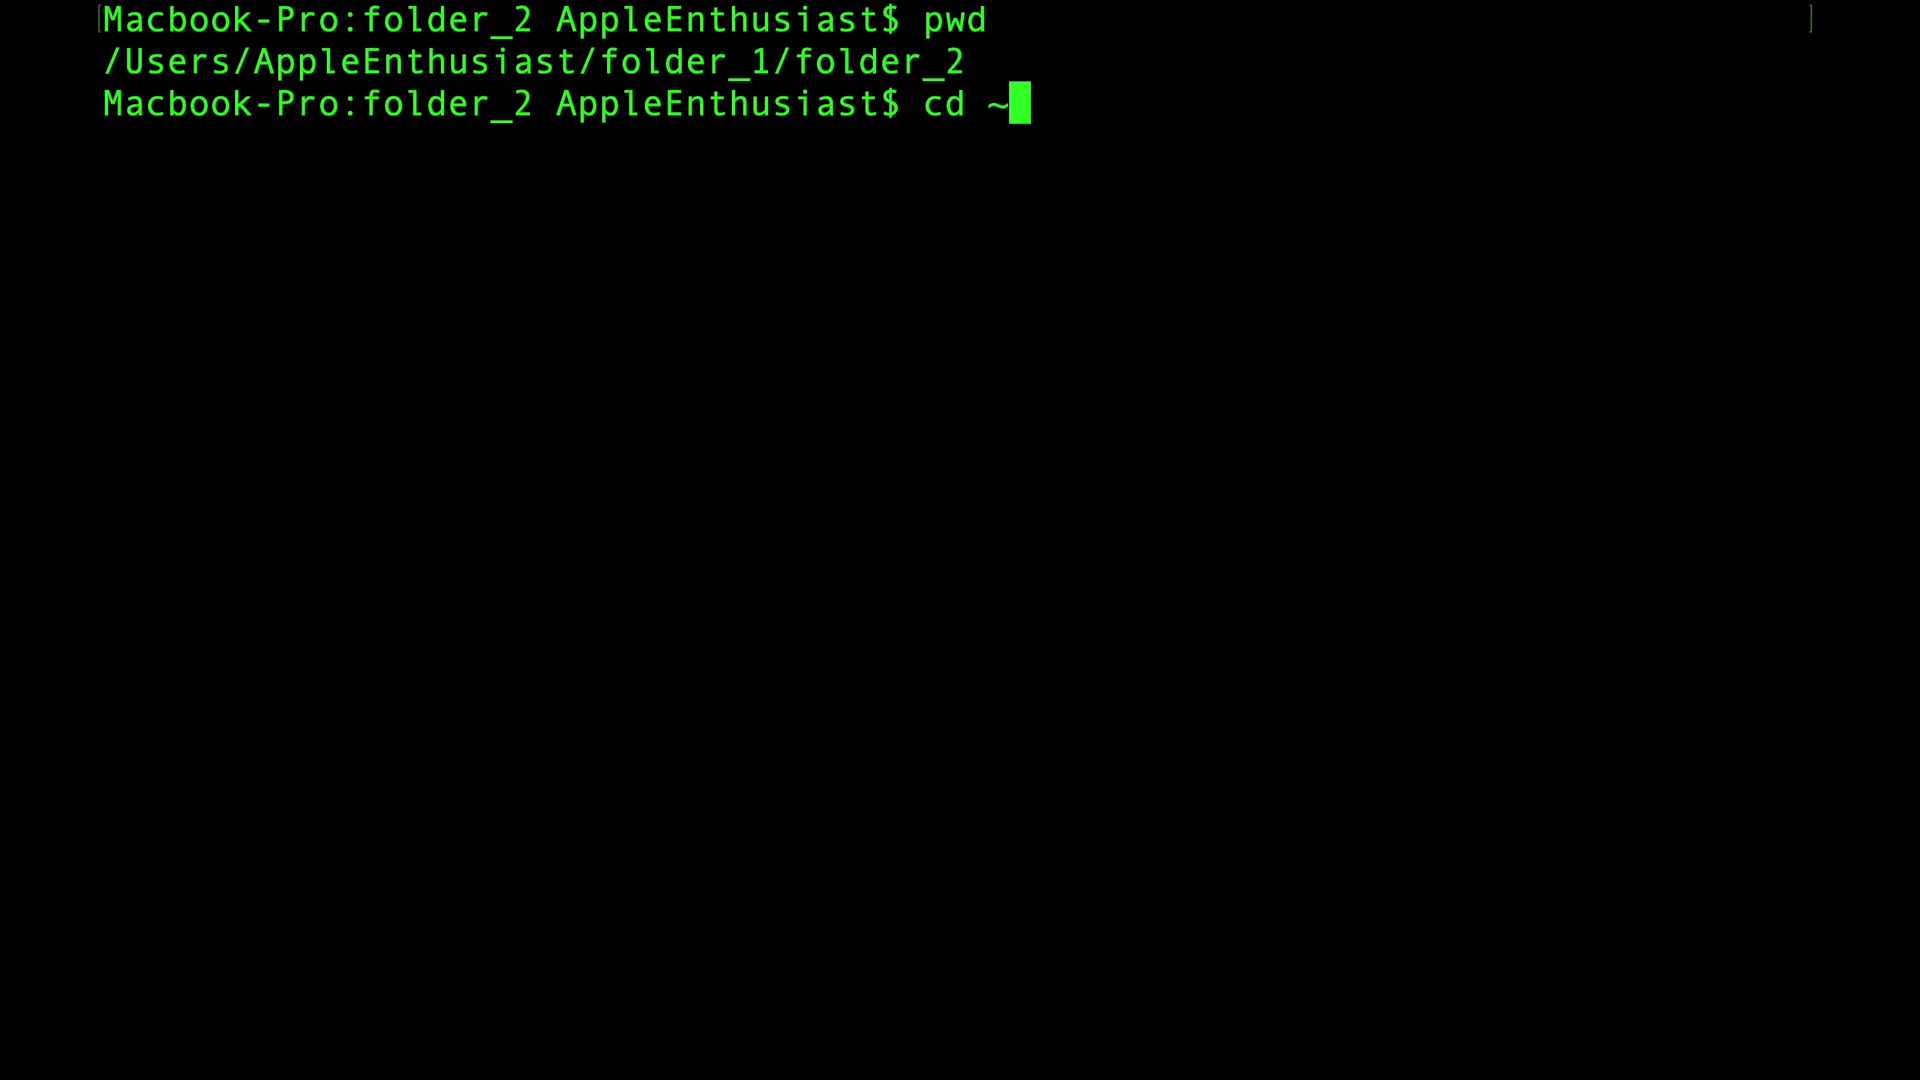 [Macbook-Pro:folder_2 AppleEnthusiast$ pwd ]
/Users/AppleEnthusiast/folder_1/folder_2
Macbook-Pro:folder_2 AppleEnthusiast$ cd ~